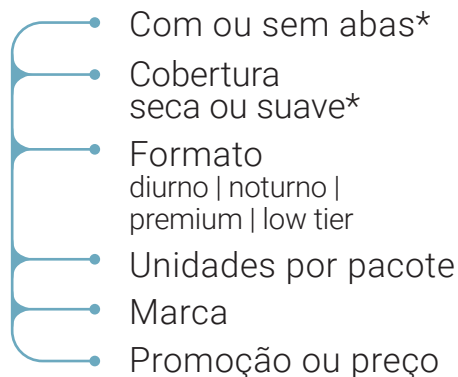 Com ou sem abas*
Cobertura
seca ou suave*
Formato
diurno | noturno |
premium | low tier
Unidades por pacote
Marca
Promoção ou preço